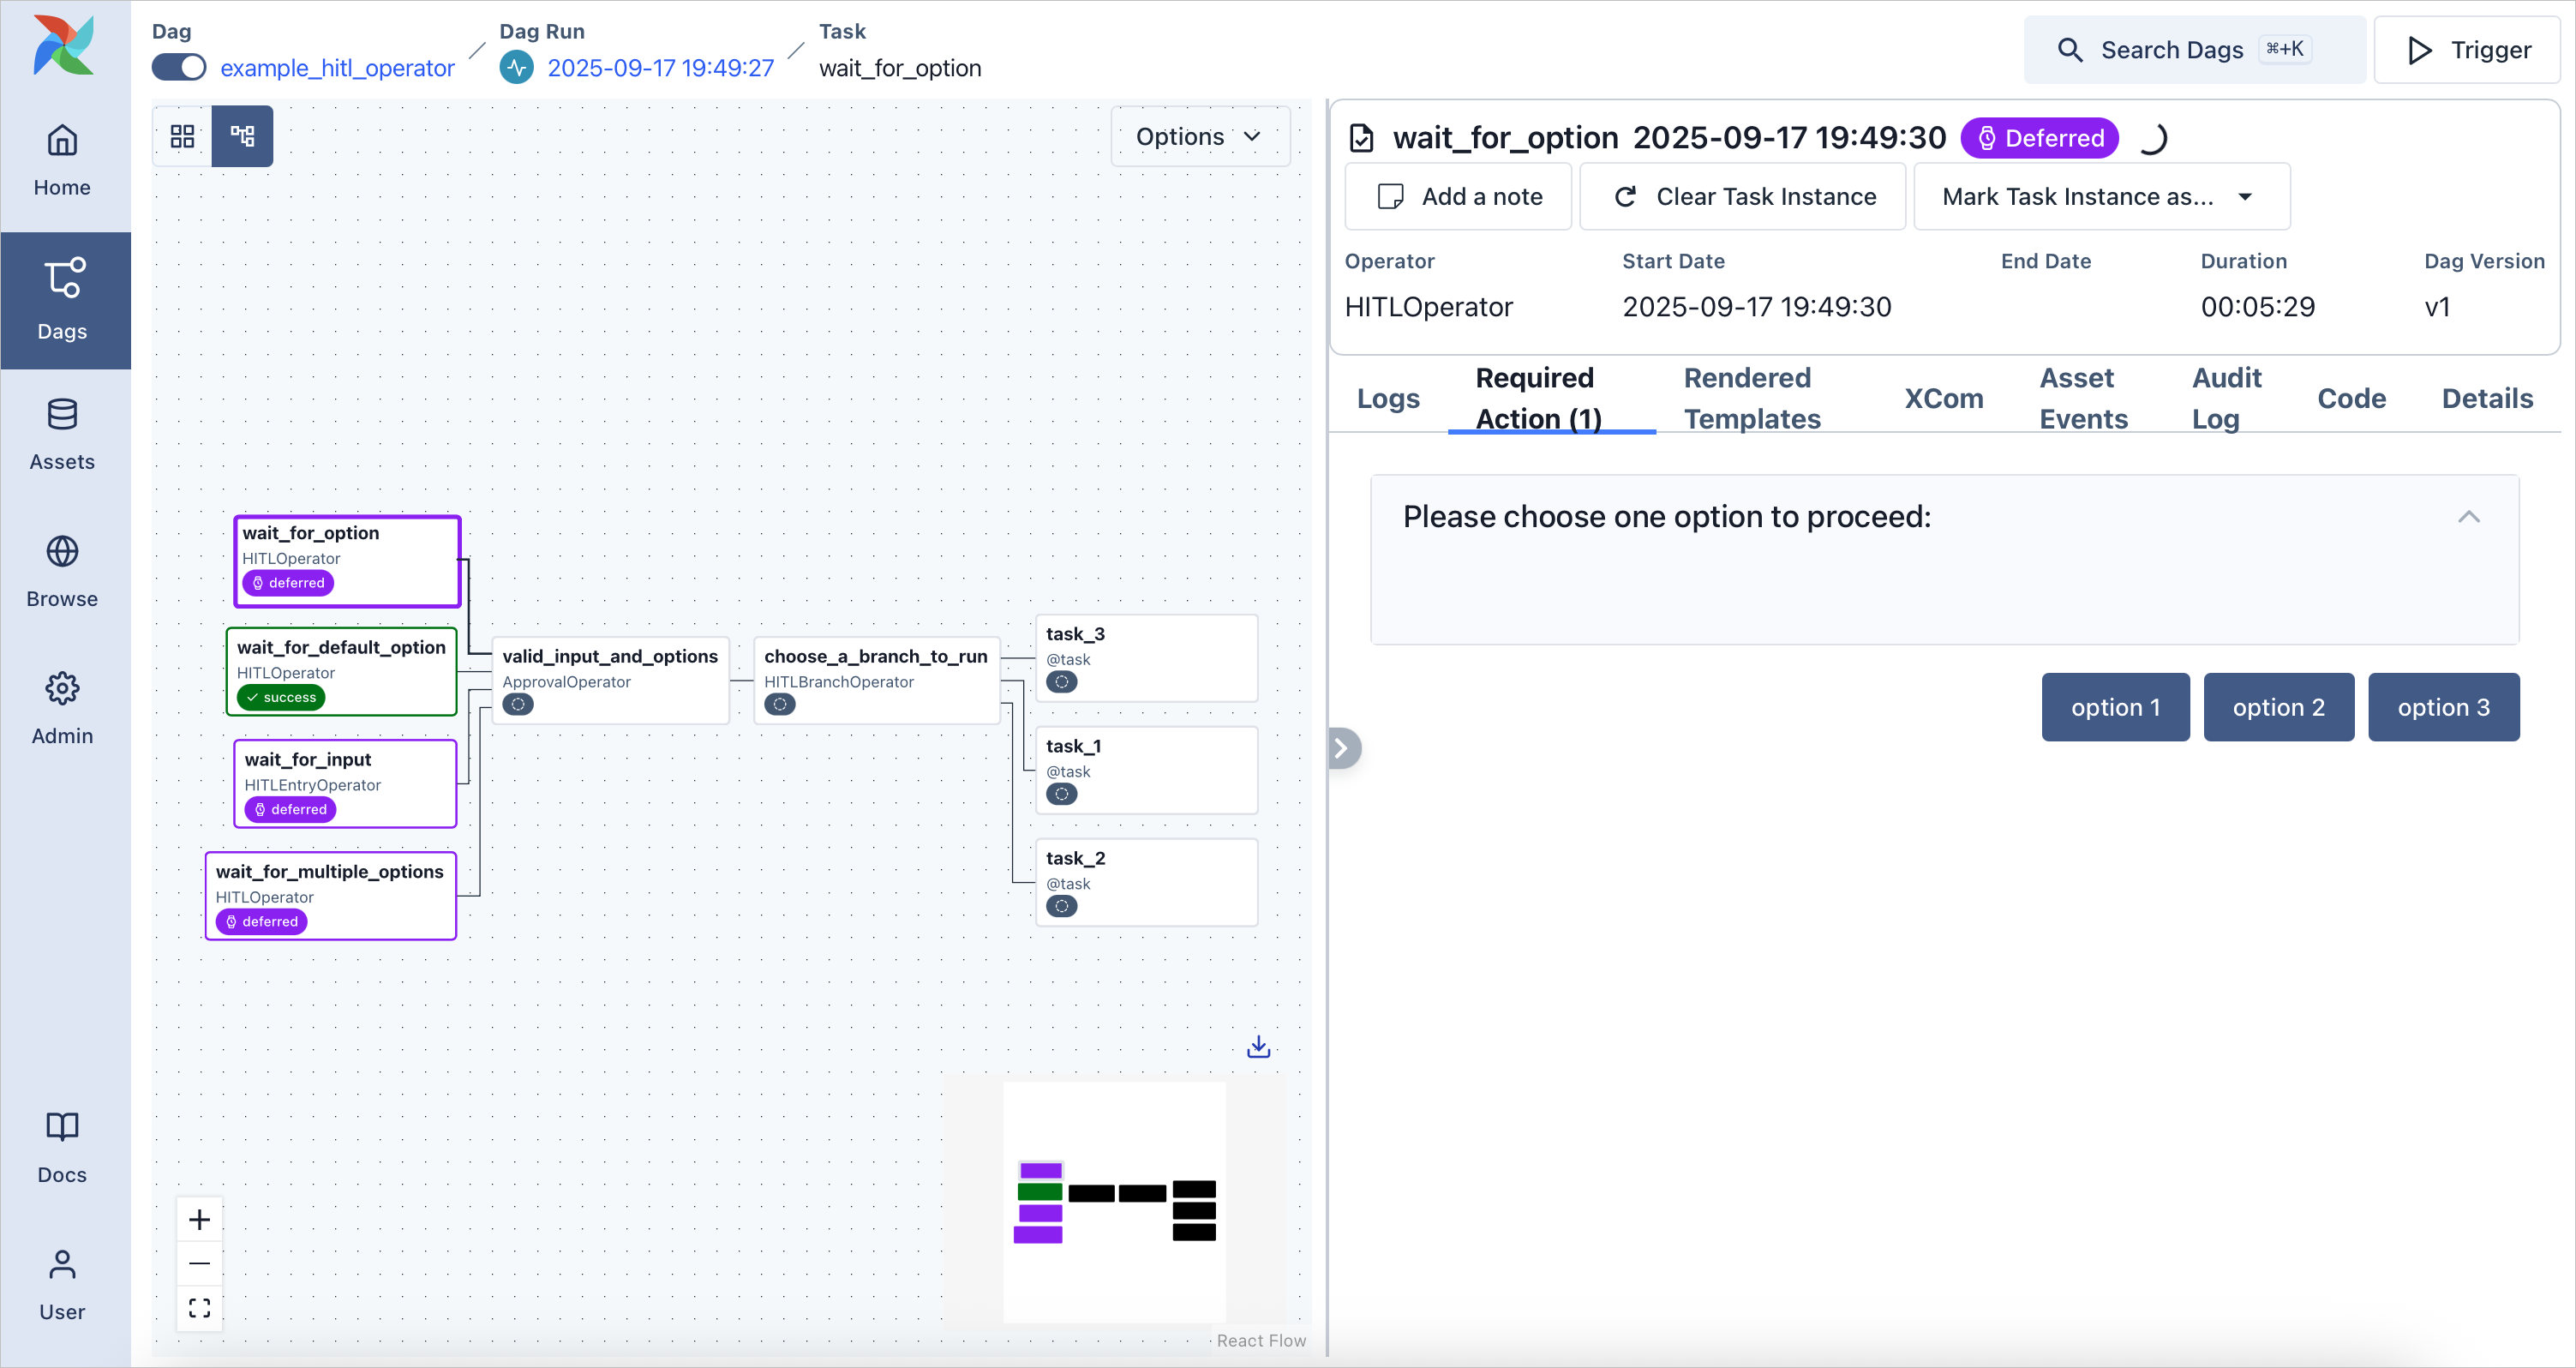 Home
Dags
Assets
Browse
Admin
Docs
User
Dag
example_hitl_operator
Dag Run
2025-09-17 19:49:27
Task
wait_for_option
Search Dags ⌘+K
Trigger
Options
wait_for_option
HITLOperator
deferred
wait_for_default_option
HITLOperator
success
wait_for_input
HITLEntryOperator
deferred
wait_for_multiple_options
HITLOperator
deferred
valid_input_and_options
ApprovalOperator
choose_a_branch_to_run
HITLBranchOperator
task_3
@task
task_1
@task
task_2
@task
React Flow
wait_for_option 2025-09-17 19:49:30 Deferred
Add a note
Clear Task Instance
Mark Task Instance as...
Operator Start Date End Date Duration Dag Version
HITLOperator 2025-09-17 19:49:30 00:05:29 v1
Logs
Required
Action (1)
Rendered
Templates
XCom
Asset
Events
Audit
Log
Code
Details
Please choose one option to proceed:
option 1
option 2
option 3